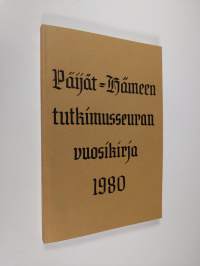 Päijät=Hämeen
tutkimusseuran
vuosikirja
1980